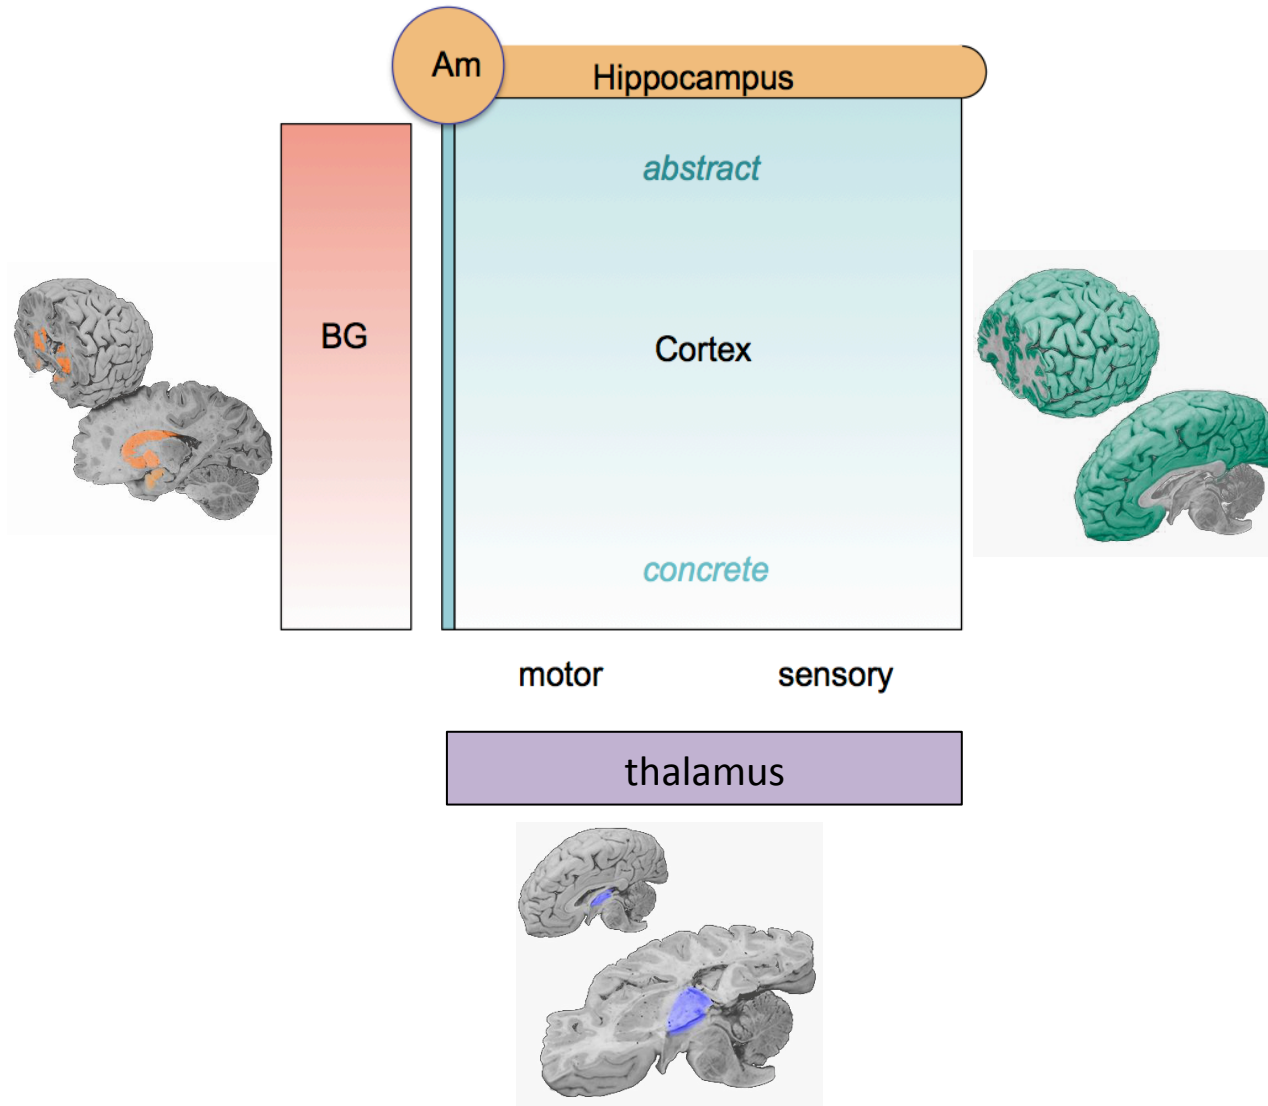 Am
Hippocampus
abstract
BG
Cortex
concrete
motor
sensory
thalamus